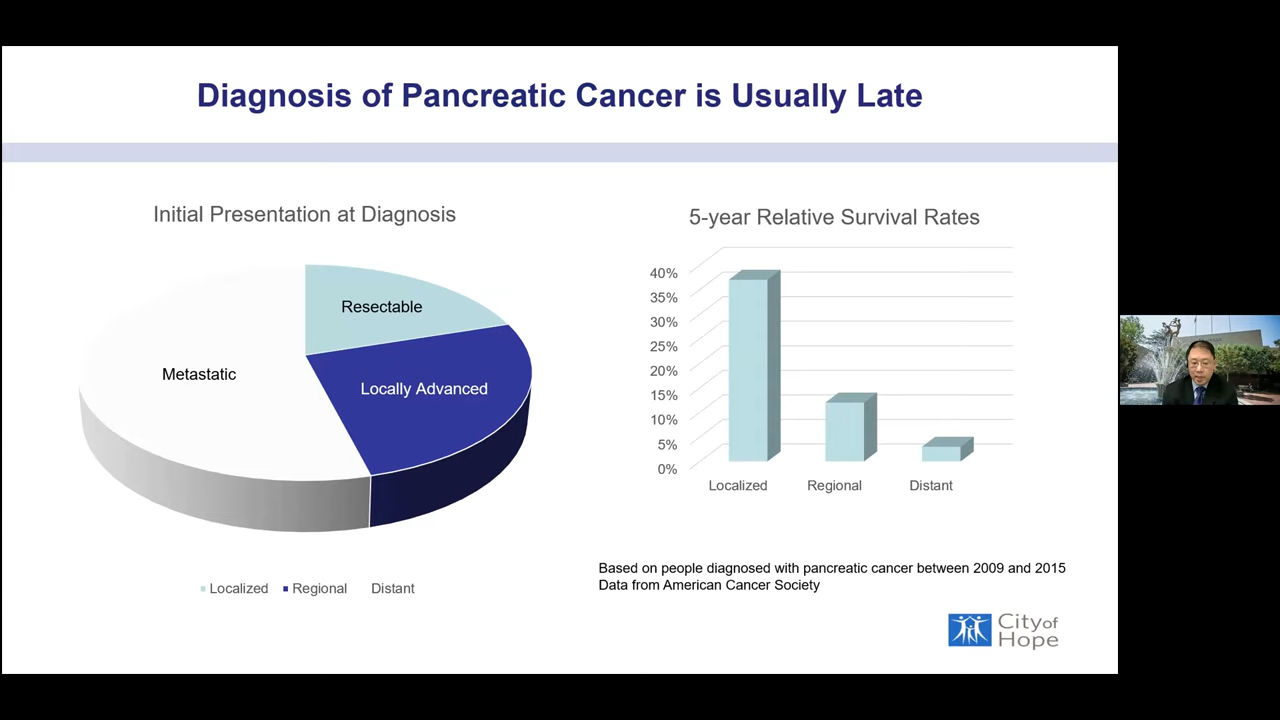 Diagnosis of Pancreatic Cancer is Usually Late
Initial Presentation at Diagnosis
Resectable
Metastatic
Locally Advanced
Localized Regional Distant
5-year Relative Survival Rates
40%
35%
30%
25%
20%
15%
10%
5%
0%
Localized Regional Distant
Based on people diagnosed with pancreatic cancer between 2009 and 2015
Data from American Cancer Society
City of
Hope